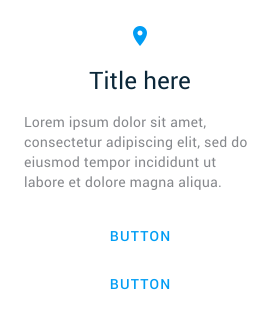 Title here
Lorem ipsum dolor sit amet,
consectetur adipiscing elit, sed do
eiusmod tempor incididunt ut
labore et dolore magna aliqua.
BUTTON
BUTTON